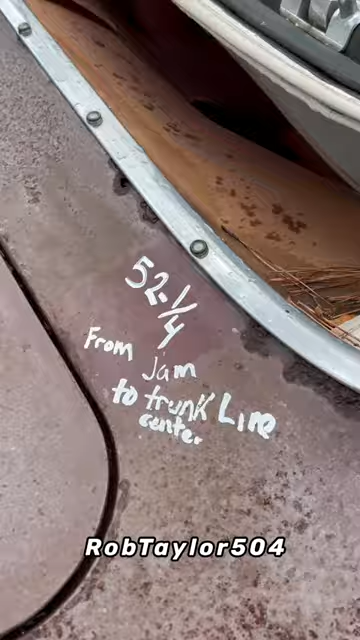 52-1/4
From Jam
to trunk Line
center
RobTaylor504